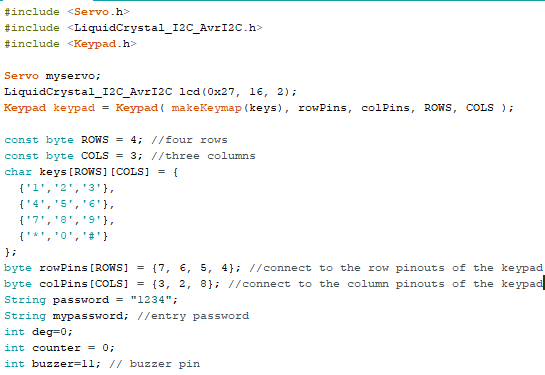 #include <Servo.h>
#include <LiquidCrystal_I2C_AvrI2C.h>
#include <Keypad.h>
Servo myservo;
LiquidCrystal_I2C_AvrI2C lcd(0x27, 16, 2);
Keypad keypad = Keypad( makeKeymap(keys), rowPins, colPins, ROWS, COLS );
const byte ROWS = 4; //four rows
const byte COLS = 3; //three columns
char keys[ROWS][COLS] = {
  {'1','2','3'},
  {'4','5','6'},
  {'7','8','9'},
  {'*','0','#'}
};
byte rowPins[ROWS] = {7, 6, 5, 4}; //connect to the row pinouts of the keypad
byte colPins[COLS] = {3, 2, 8}; //connect to the column pinouts of the keypad
String password = "1234";
String mypassword; //entry password
int deg=0;
int counter = 0;
int buzzer=11; // buzzer pin